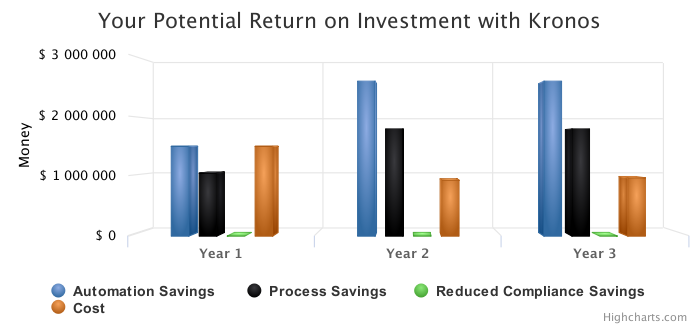 Your Potential Return on Investment with Kronos
$ 3 000 000
$ 2 000 000
$ 1 000 000
$ 0
Money
Year 1
Year 2
Year 3
Automation Savings
Process Savings
Reduced Compliance Savings
Cost
Highcharts.com